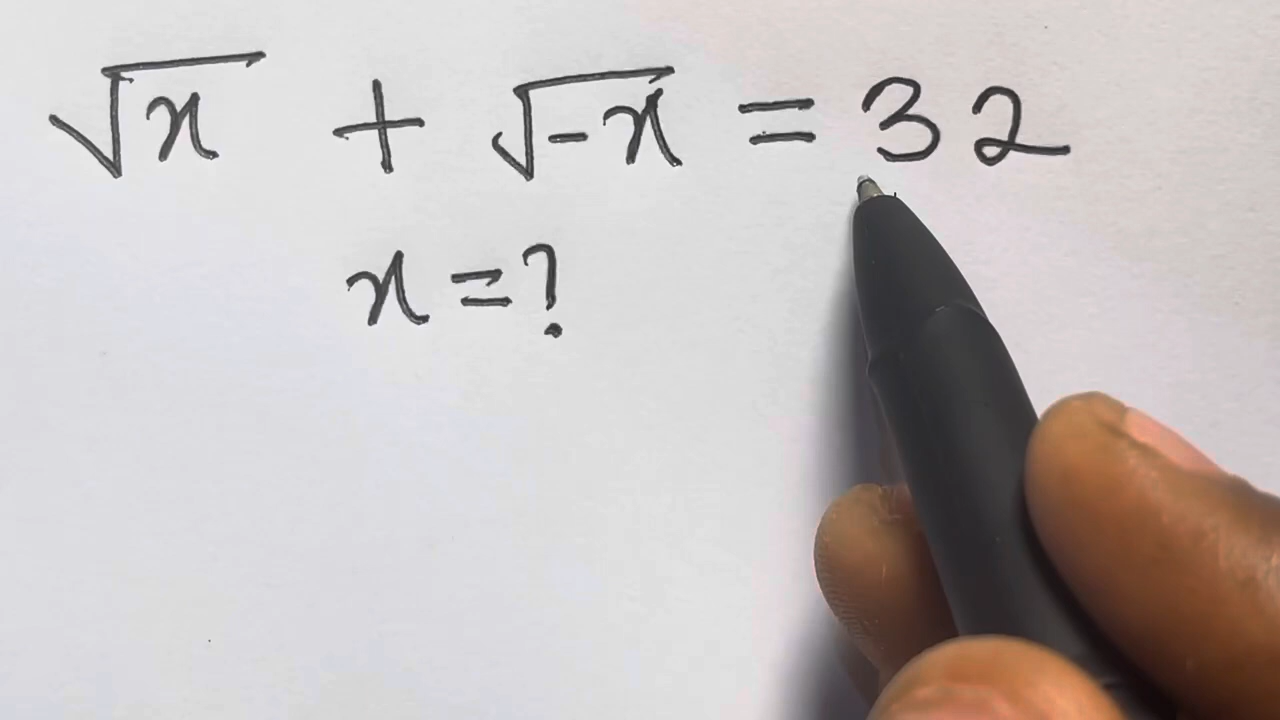 √x + √-x = 32
x = ?